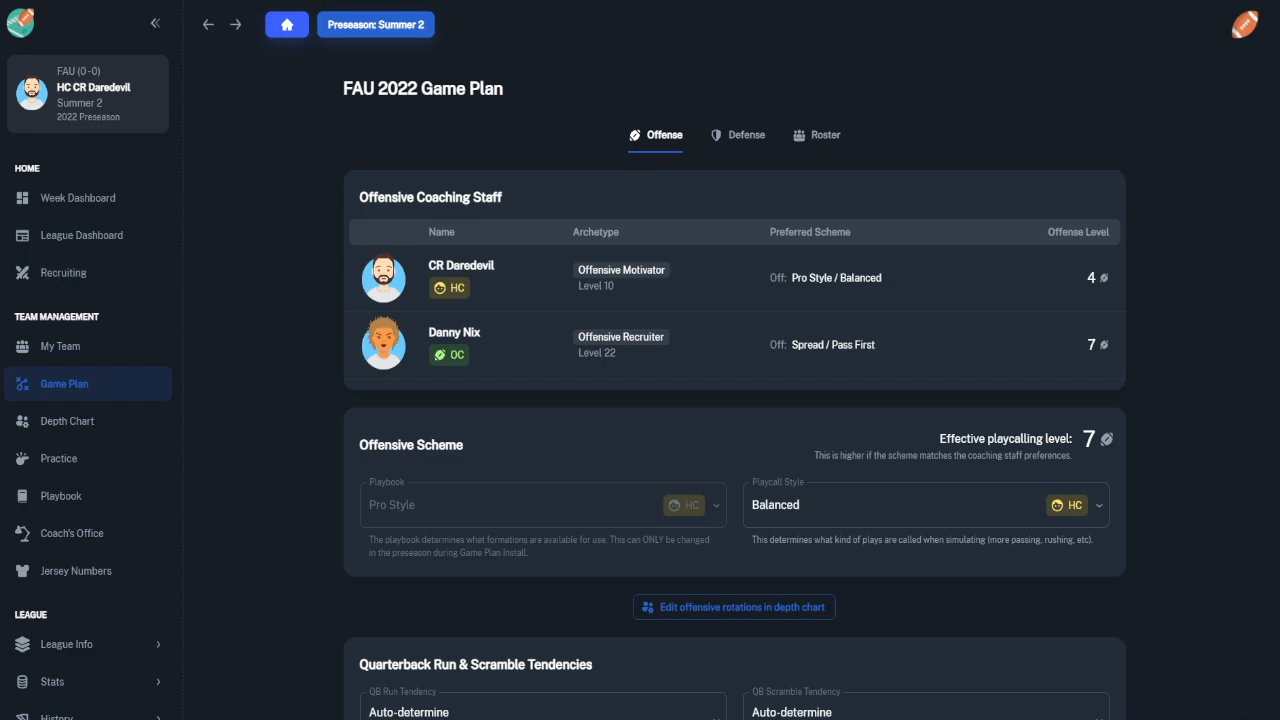 Preseason: Summer 2
FAU (0-0)
HC CR Daredevil
Summer 2
2022 Preseason
HOME
Week Dashboard
League Dashboard
Recruiting
TEAM MANAGEMENT
My Team
Game Plan
Depth Chart
Practice
Playbook
Coach's Office
Jersey Numbers
LEAGUE
League Info
Stats
History
FAU 2022 Game Plan
Offense Defense Roster
Offensive Coaching Staff
Name Archetype Preferred Scheme Offense Level
CR Daredevil
HC
Offensive Motivator
Level 10
Off: Pro Style / Balanced
4
Danny Nix
OC
Offensive Recruiter
Level 22
Off: Spread / Pass First
7
Offensive Scheme
Effective playcalling level: 7
This is higher if the scheme matches the coaching staff preferences.
Playbook
Pro Style HC
The playbook determines what formations are available for use. This can ONLY be changed
in the preseason during Game Plan Install.
Playcall Style
Balanced HC
This determines what kind of plays are called when simulating (more passing, rushing, etc).
Edit offensive rotations in depth chart
Quarterback Run & Scramble Tendencies
QB Run Tendency
Auto-determine
QB Scramble Tendency
Auto-determine